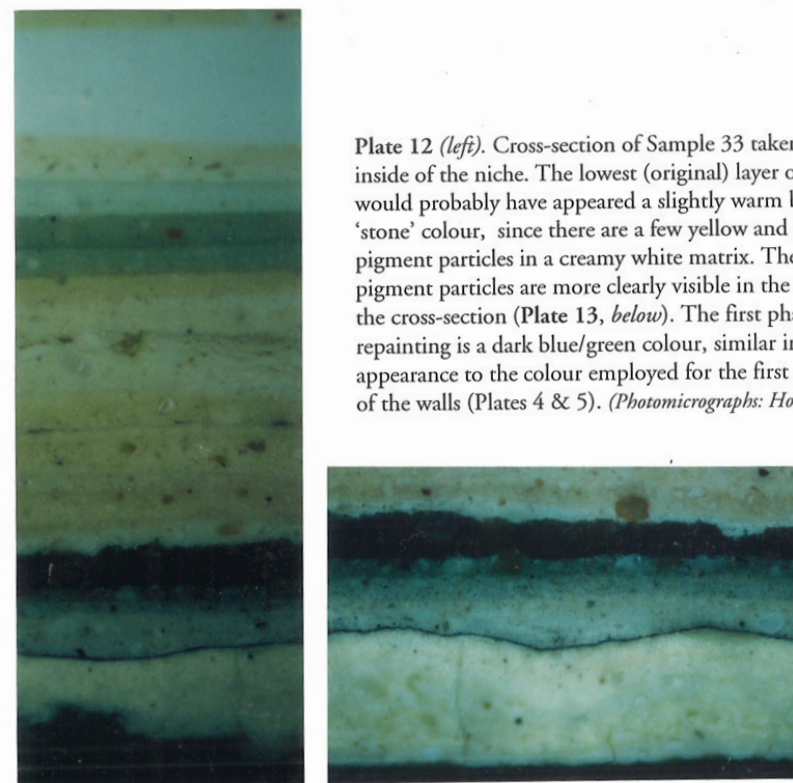 Plate 12 (left). Cross-section of Sample 33 taken
inside of the niche. The lowest (original) layer
would probably have appeared a slightly warm
'stone' colour, since there are a few yellow and
pigment particles in a creamy white matrix. The
pigment particles are more clearly visible in the
the cross-section (Plate 13, below). The first
repainting is a dark blue/green colour, similar in
appearance to the colour employed for the first
of the walls (Plates 4 & 5). (Photomicrographs: